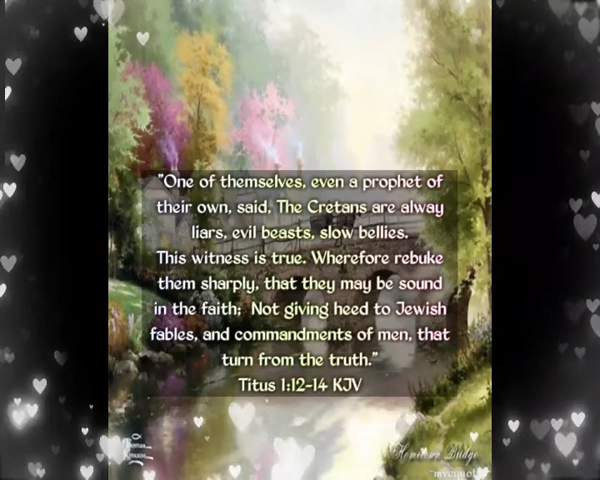 "One of themselves, even a prophet of
their own, said, The Cretans are alway
liars, evil beasts, slow bellies.
This witness is true. Wherefore rebuke
them sharply, that they may be sound
in the faith;  Not giving heed to Jewish
fables, and commandments of men, that
turn from the truth."
Titus 1:12-14 KJV
Hometown Bridge